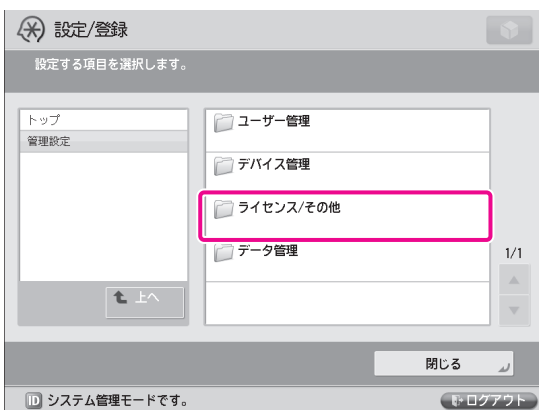 設定/登録
設定する項目を選択します。
トップ
管理設定
ユーザー管理
デバイス管理
ライセンス/その他
データ管理
1/1
上へ
閉じる
ID システム管理モードです。
ログアウト